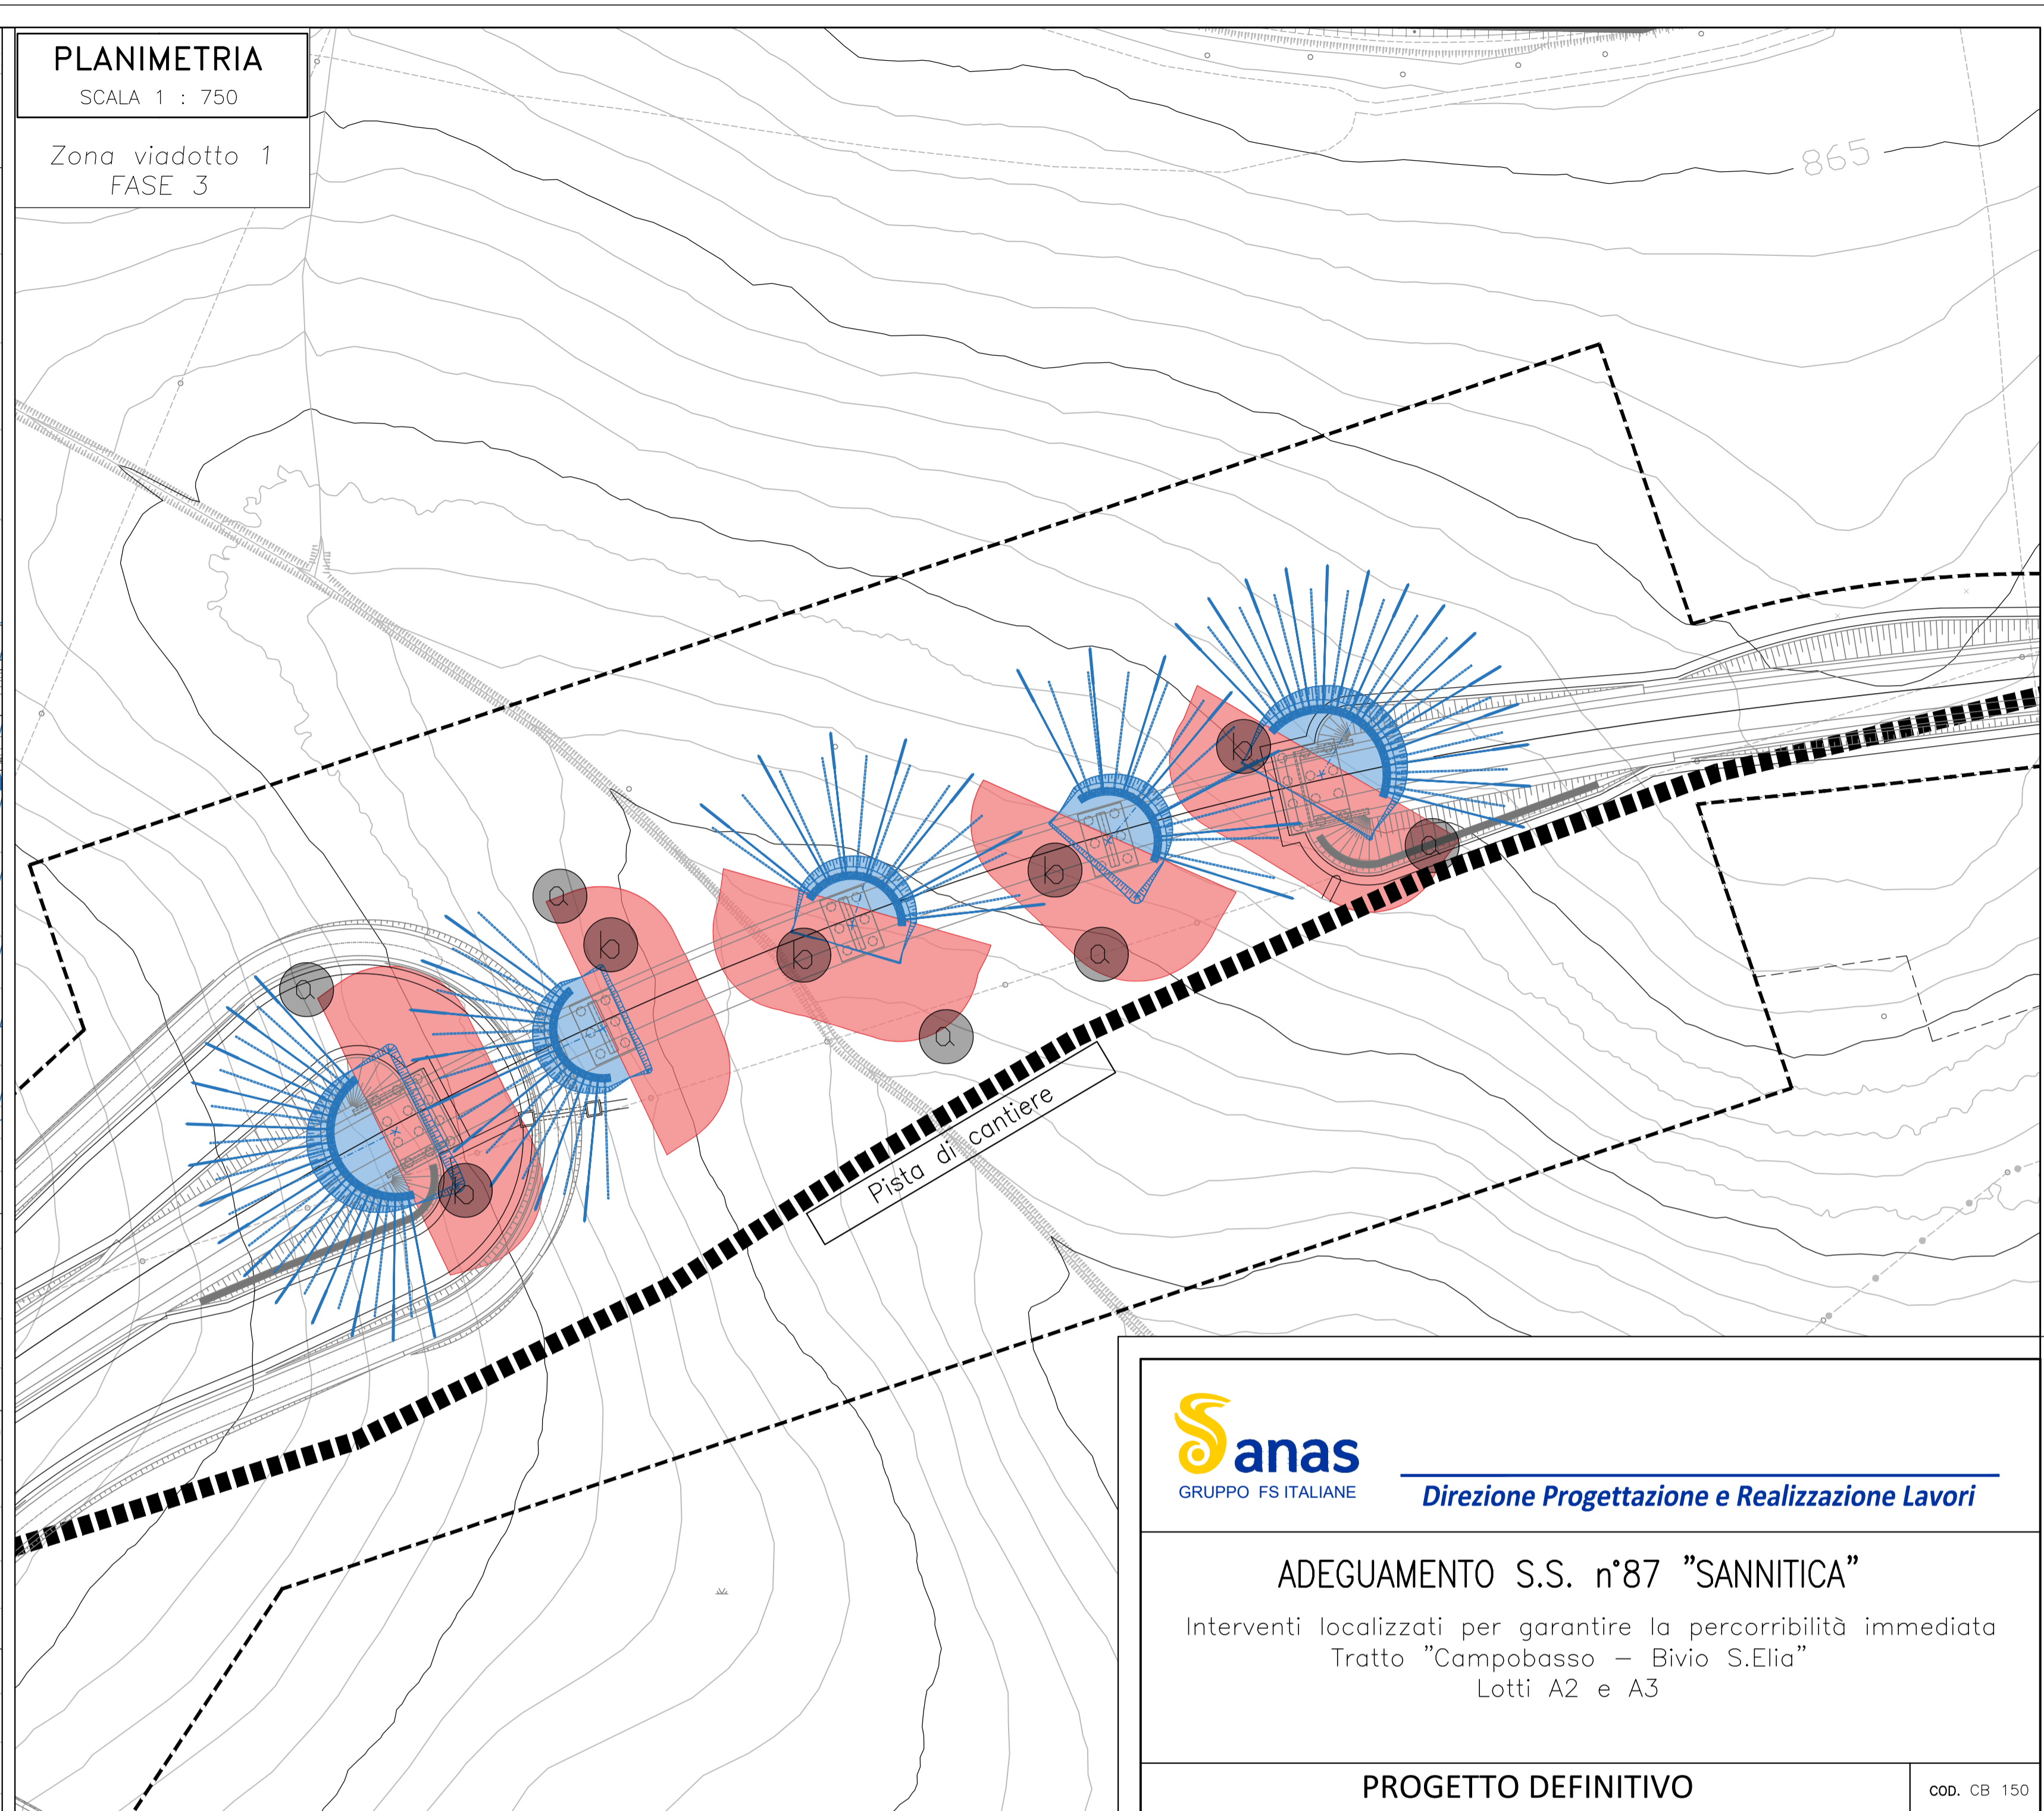 PLANIMETRIA
SCALA 1 : 750
Zona viadotto 1
FASE 3
865
b
a
b
a
a
b
b
a
a
b
Pista di cantiere
anas
GRUPPO FS ITALIANE
Direzione Progettazione e Realizzazione Lavori
ADEGUAMENTO S.S. n°87 "SANNITICA"
Interventi localizzati per garantire la percorribilità immediata
Tratto "Campobasso – Bivio S.Elia"
Lotti A2 e A3
PROGETTO DEFINITIVO
COD. CB 150